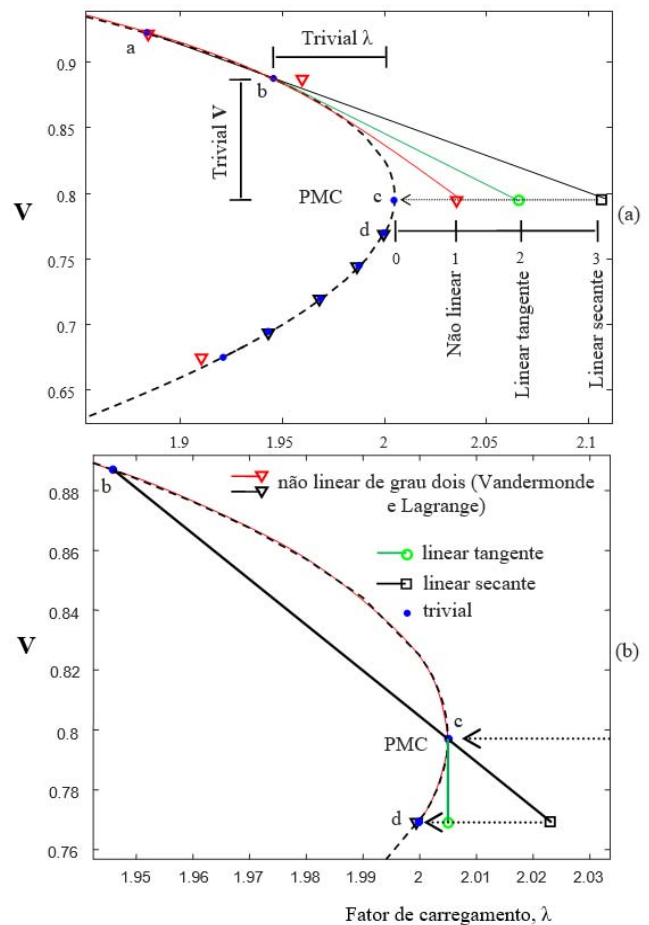 Trivial λ
0.9
a
b
Trivial V
0.85
PMC
c
V
0.8
(a)
d
0 1 2 3
0.75
Não linear
Linear tangente
Linear secante
0.7
0.65
1.9 1.95 2 2.05 2.1
b
0.88
não linear de grau dois (Vandermonde
e Lagrange)
0.86
linear tangente
linear secante
0.84
trivial
V
0.82
(b)
c
0.8
PMC
0.78
d
0.76
1.95 1.96 1.97 1.98 1.99 2 2.01 2.02 2.03
Fator de carregamento, λ